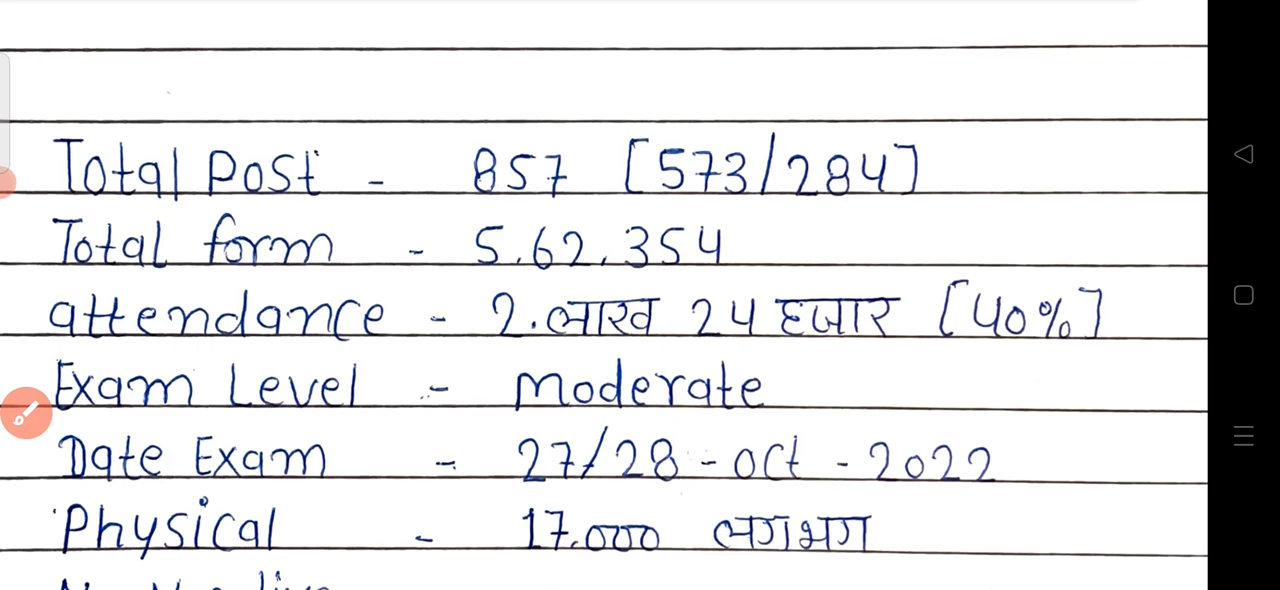 Total Post - 857 [573/284]
Total form - 5.62.354
attendance - 2.लाख 24 हजार [40%]
Exam Level - Moderate
Date Exam - 27/28-oct-2022
Physical - 17.000 लगभग